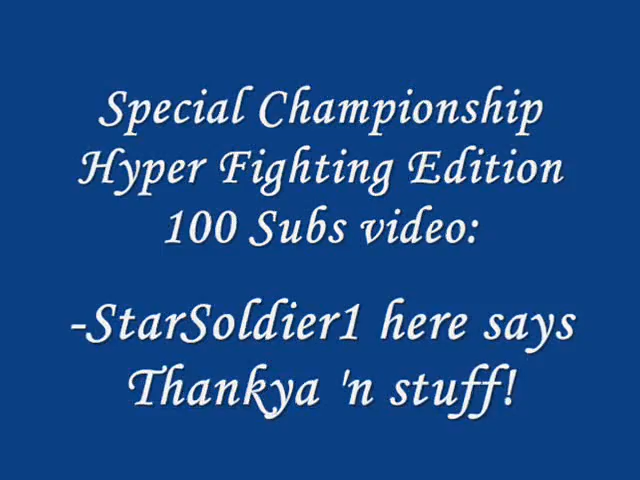 Special Championship
Hyper Fighting Edition
100 Subs video:
-StarSoldier1 here says
Thankya 'n stuff!